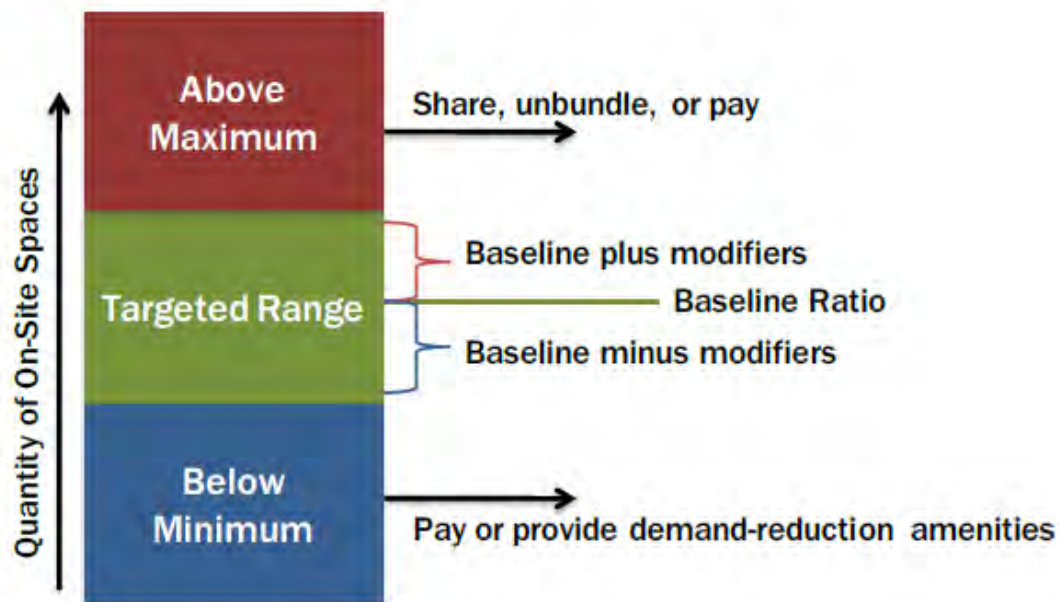 Above
Maximum
Share, unbundle, or pay
Quantity of On-Site Spaces
Targeted Range
Baseline plus modifiers
Baseline Ratio
Baseline minus modifiers
Below
Minimum
Pay or provide demand-reduction amenities